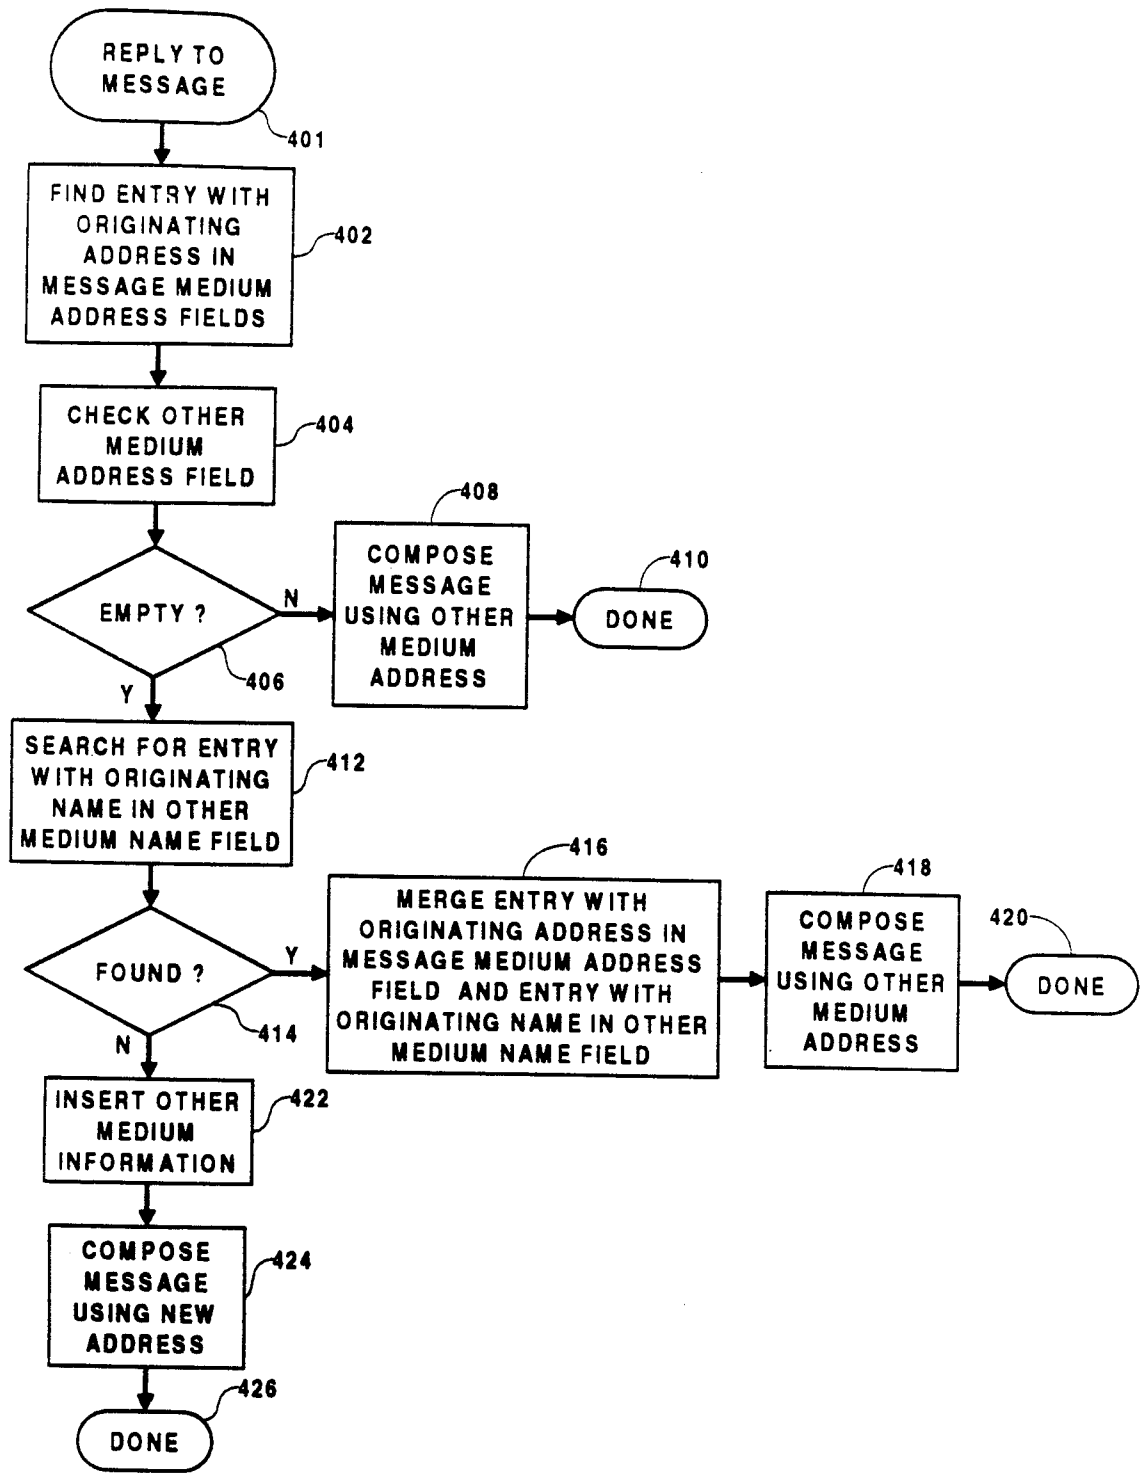 REPLY TO
MESSAGE
401
FIND ENTRY WITH
ORIGINATING
ADDRESS IN
MESSAGE MEDIUM
ADDRESS FIELDS
402
CHECK OTHER
MEDIUM
ADDRESS FIELD
404
EMPTY ?
406
N
Y
408
COMPOSE
MESSAGE
USING OTHER
MEDIUM
ADDRESS
410
DONE
SEARCH FOR ENTRY
WITH ORIGINATING
NAME IN OTHER
MEDIUM NAME FIELD
412
FOUND ?
414
Y
N
416
MERGE ENTRY WITH
ORIGINATING ADDRESS IN
MESSAGE MEDIUM ADDRESS
FIELD AND ENTRY WITH
ORIGINATING NAME IN OTHER
MEDIUM NAME FIELD
418
COMPOSE
MESSAGE
USING OTHER
MEDIUM
ADDRESS
420
DONE
INSERT OTHER
MEDIUM
INFORMATION
422
COMPOSE
MESSAGE
USING NEW
ADDRESS
424
426
DONE